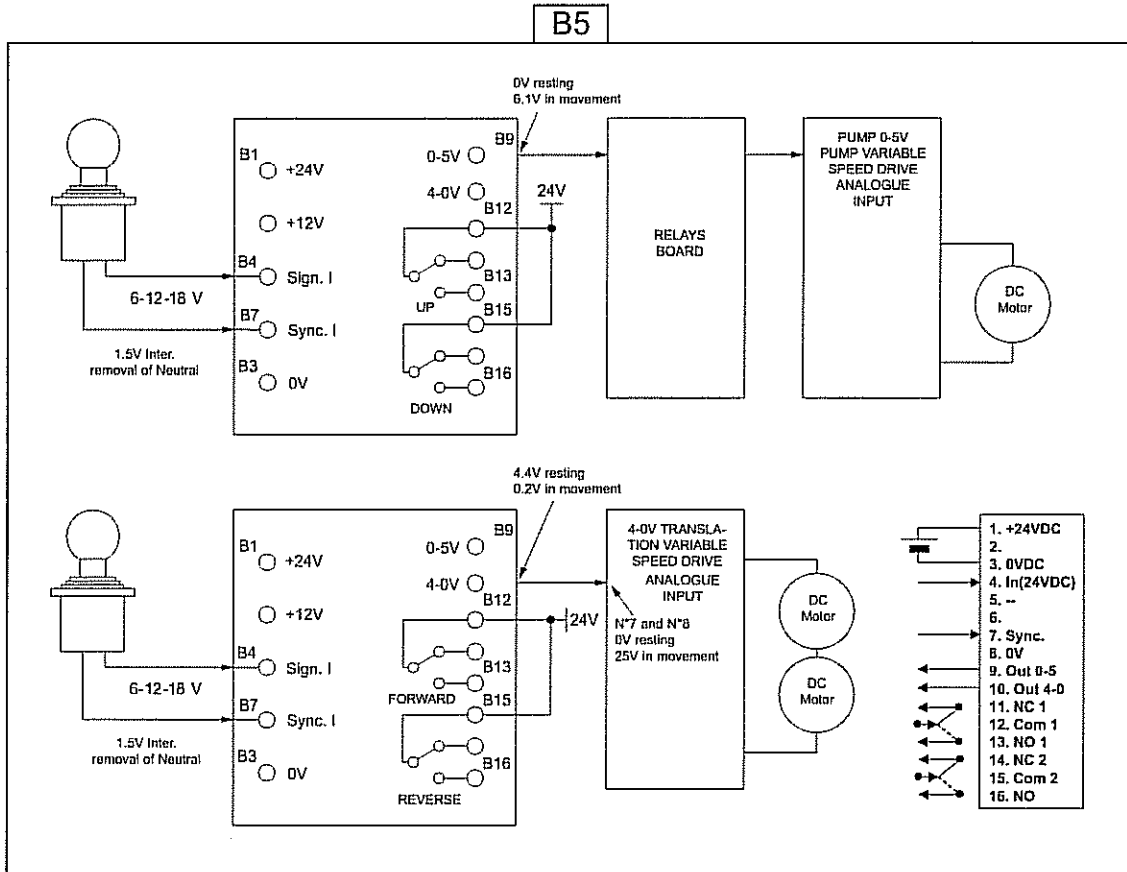 B5
0V resting
6.1V in movement
B1
+24V
+12V
B4
Sign. I
6-12-18 V
B7
Sync. I
1.5V Inter.
removal of Neutral
B3
0V
B9
0-5V
4-0V
B12
24V
B13
UP
B15
B16
DOWN
RELAYS
BOARD
PUMP 0-5V
PUMP VARIABLE
SPEED DRIVE
ANALOGUE
INPUT
DC
Motor
4.4V resting
0.2V in movement
B1
+24V
+12V
B4
Sign. I
6-12-18 V
B7
Sync. I
1.5V Inter.
removal of Neutral
B3
0V
B9
0-5V
4-0V
B12
24V
B13
FORWARD
B15
B16
REVERSE
4-0V TRANSLA-
TION VARIABLE
SPEED DRIVE
ANALOGUE
INPUT
N°7 and N°8
0V resting
25V in movement
DC
Motor
DC
Motor
1. +24VDC
2.
3. 0VDC
4. In(24VDC)
5. --
6.
7. Sync.
8. 0V
9. Out 0-5
10. Out 4-0
11. NC 1
12. Com 1
13. NO 1
14. NC 2
15. Com 2
16. NO